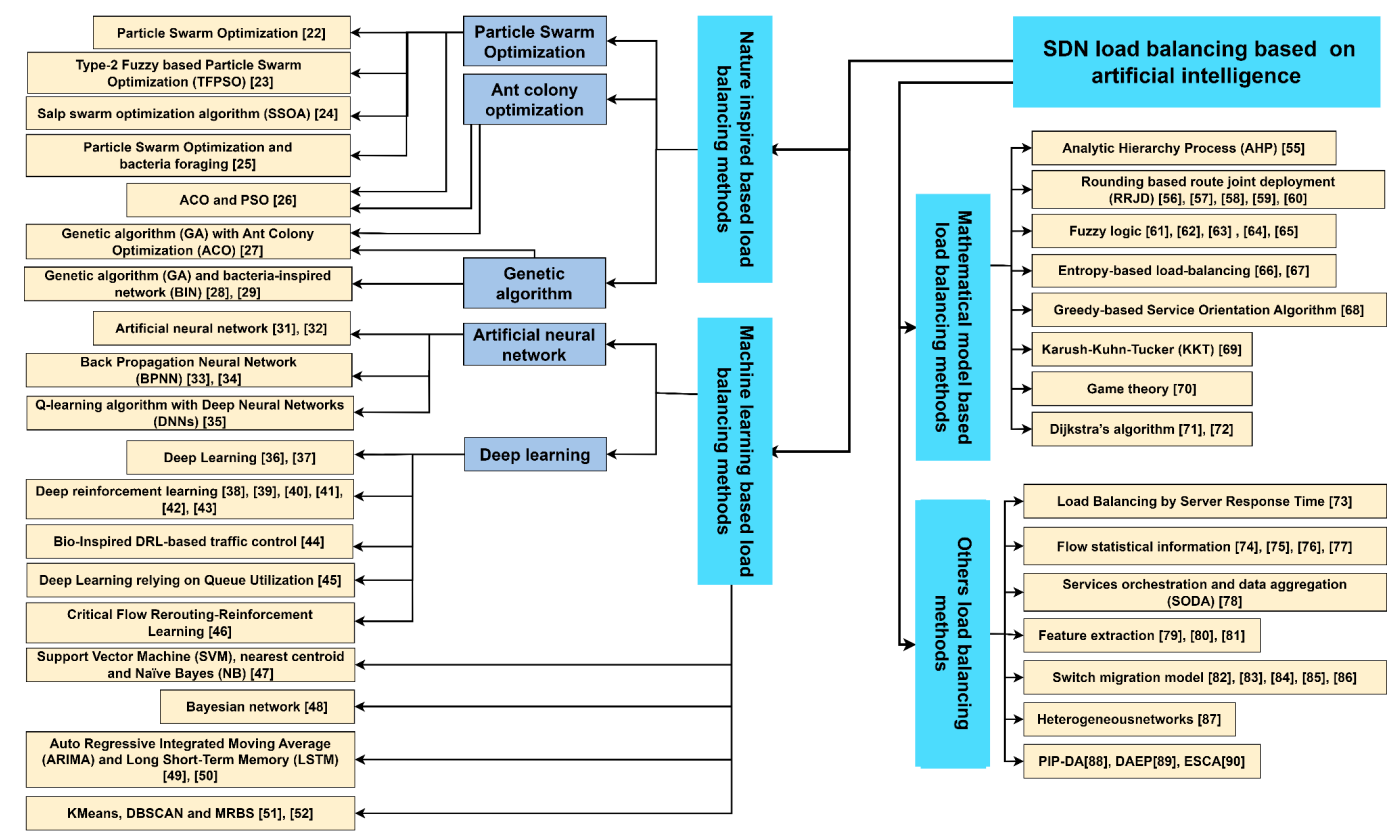 SDN load balancing based on
artificial intelligence
Nature inspired based load
balancing methods
Particle Swarm
Optimization
Ant colony
optimization
Genetic
algorithm
Particle Swarm Optimization [22]
Type-2 Fuzzy based Particle Swarm
Optimization (TFPSO) [23]
Salp swarm optimization algorithm (SSOA) [24]
Particle Swarm Optimization and
bacteria foraging [25]
ACO and PSO [26]
Genetic algorithm (GA) with Ant Colony
Optimization (ACO) [27]
Genetic algorithm (GA) and bacteria-inspired
network (BIN) [28], [29]
Machine learning based load
balancing methods
Artificial neural
network
Deep learning
Artificial neural network [31], [32]
Back Propagation Neural Network
(BPNN) [33], [34]
Q-learning algorithm with Deep Neural Networks
(DNNs) [35]
Deep Learning [36], [37]
Deep reinforcement learning [38], [39], [40], [41],
[42], [43]
Bio-Inspired DRL-based traffic control [44]
Deep Learning relying on Queue Utilization [45]
Critical Flow Rerouting-Reinforcement
Learning [46]
Support Vector Machine (SVM), nearest centroid
and Naïve Bayes (NB) [47]
Bayesian network [48]
Auto Regressive Integrated Moving Average
(ARIMA) and Long Short-Term Memory (LSTM)
[49], [50]
KMeans, DBSCAN and MRBS [51], [52]
Mathematical model based
load balancing methods
Analytic Hierarchy Process (AHP) [55]
Rounding based route joint deployment
(RRJD) [56], [57], [58], [59], [60]
Fuzzy logic [61], [62], [63] , [64], [65]
Entropy-based load-balancing [66], [67]
Greedy-based Service Orientation Algorithm [68]
Karush-Kuhn-Tucker (KKT) [69]
Game theory [70]
Dijkstra's algorithm [71], [72]
Others load balancing
methods
Load Balancing by Server Response Time [73]
Flow statistical information [74], [75], [76], [77]
Services orchestration and data aggregation
(SODA) [78]
Feature extraction [79], [80], [81]
Switch migration model [82], [83], [84], [85], [86]
Heterogeneousnetworks [87]
PIP-DA[88], DAEP[89], ESCA[90]